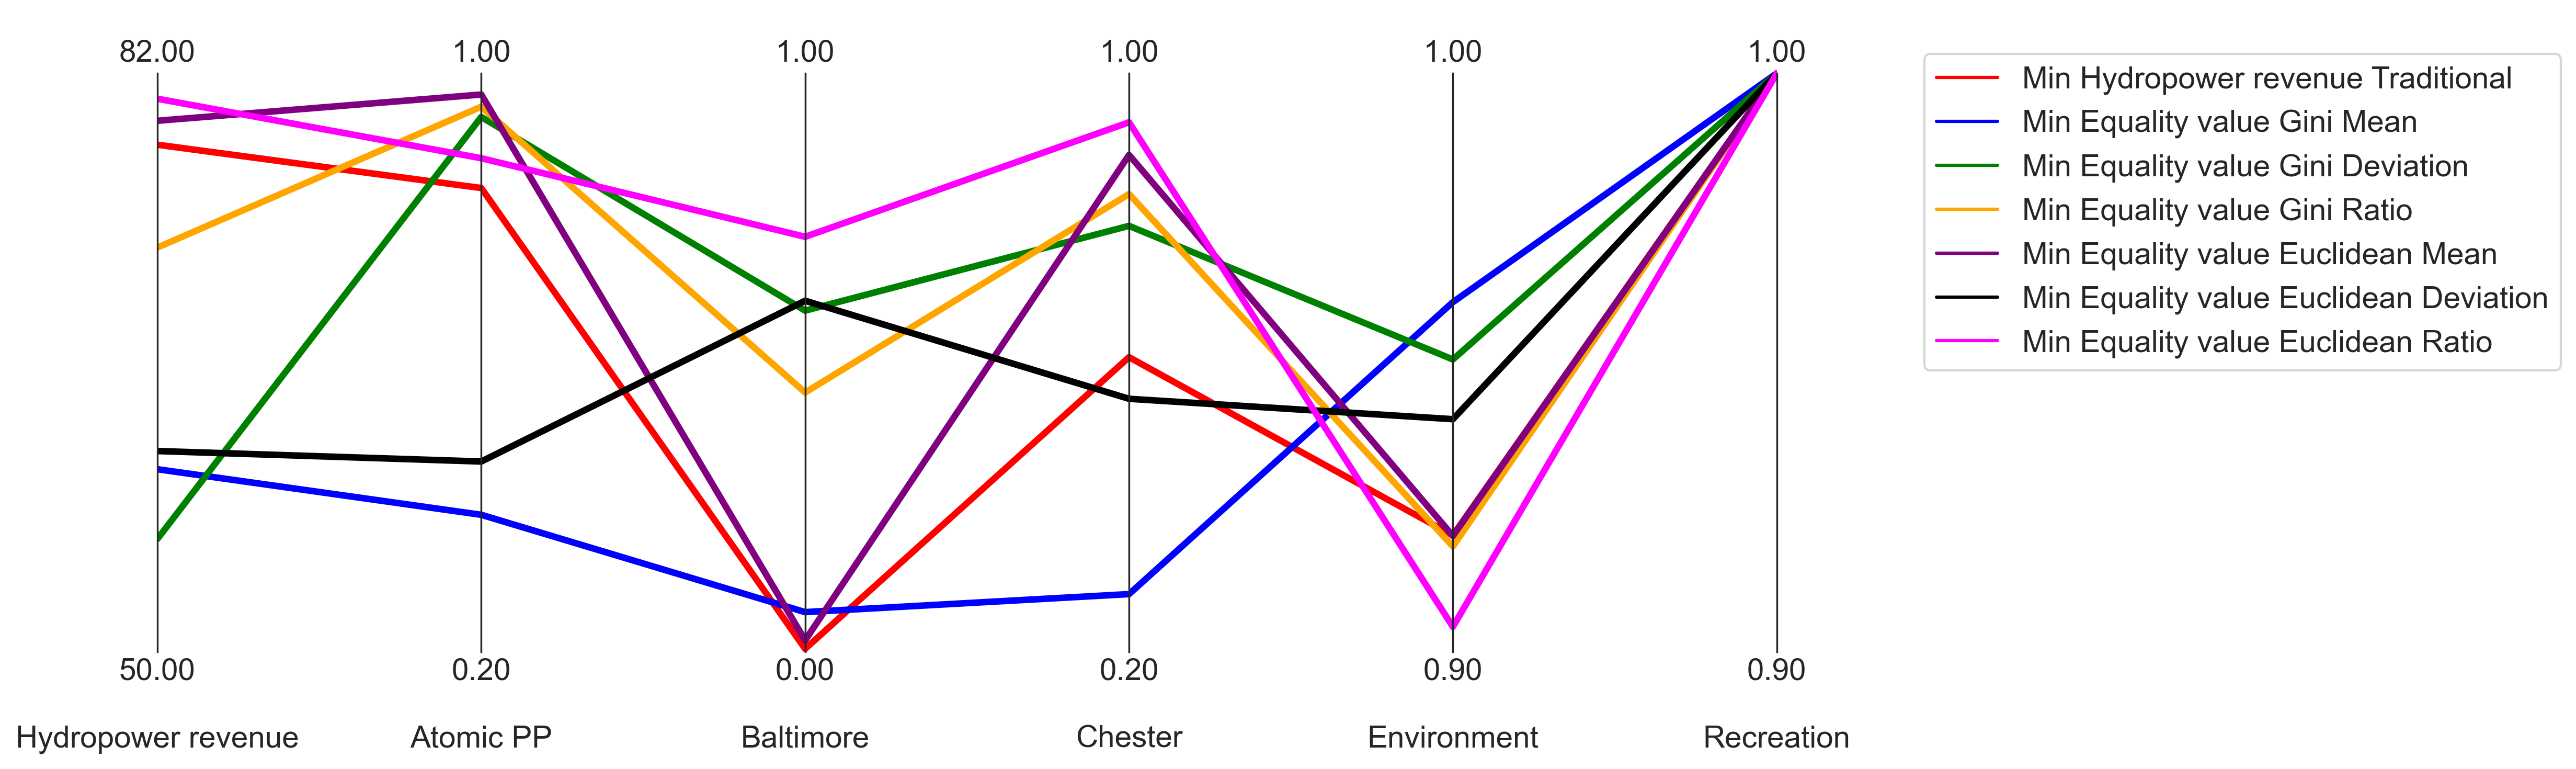 82.00 1.00 1.00 1.00 1.00 1.00
50.00 0.20 0.00 0.20 0.90 0.90
Hydropower revenue Atomic PP Baltimore Chester Environment Recreation
Min Hydropower revenue Traditional
Min Equality value Gini Mean
Min Equality value Gini Deviation
Min Equality value Gini Ratio
Min Equality value Euclidean Mean
Min Equality value Euclidean Deviation
Min Equality value Euclidean Ratio